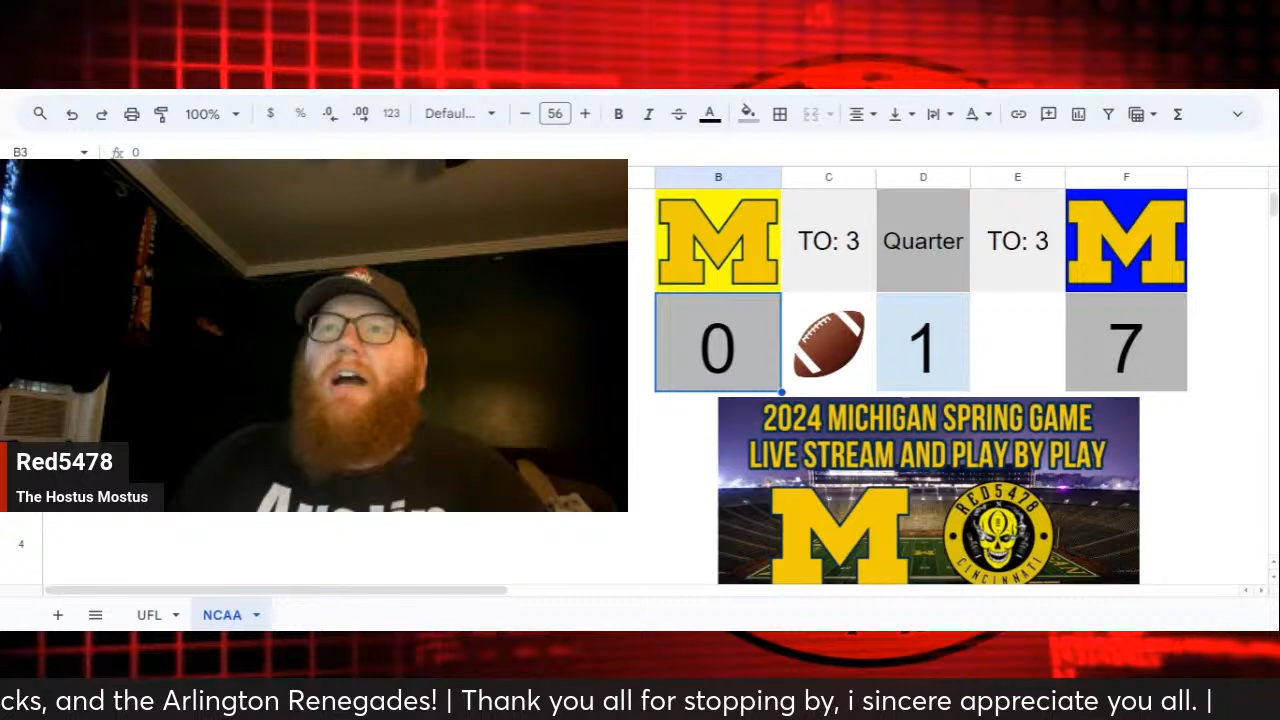 100%
$
%
.0
.00
123
Defaul...
56
B
I
A
Σ
B3
fx
0
B
C
D
E
F
M
TO: 3
Quarter
TO: 3
M
0
1
7
2024 MICHIGAN SPRING GAME
LIVE STREAM AND PLAY BY PLAY
M
RED5478
CINCINNATI
Red5478
The Hostus Mostus
4
UFL
NCAA
cks, and the Arlington Renegades! | Thank you all for stopping by, i sincere appreciate you all. |